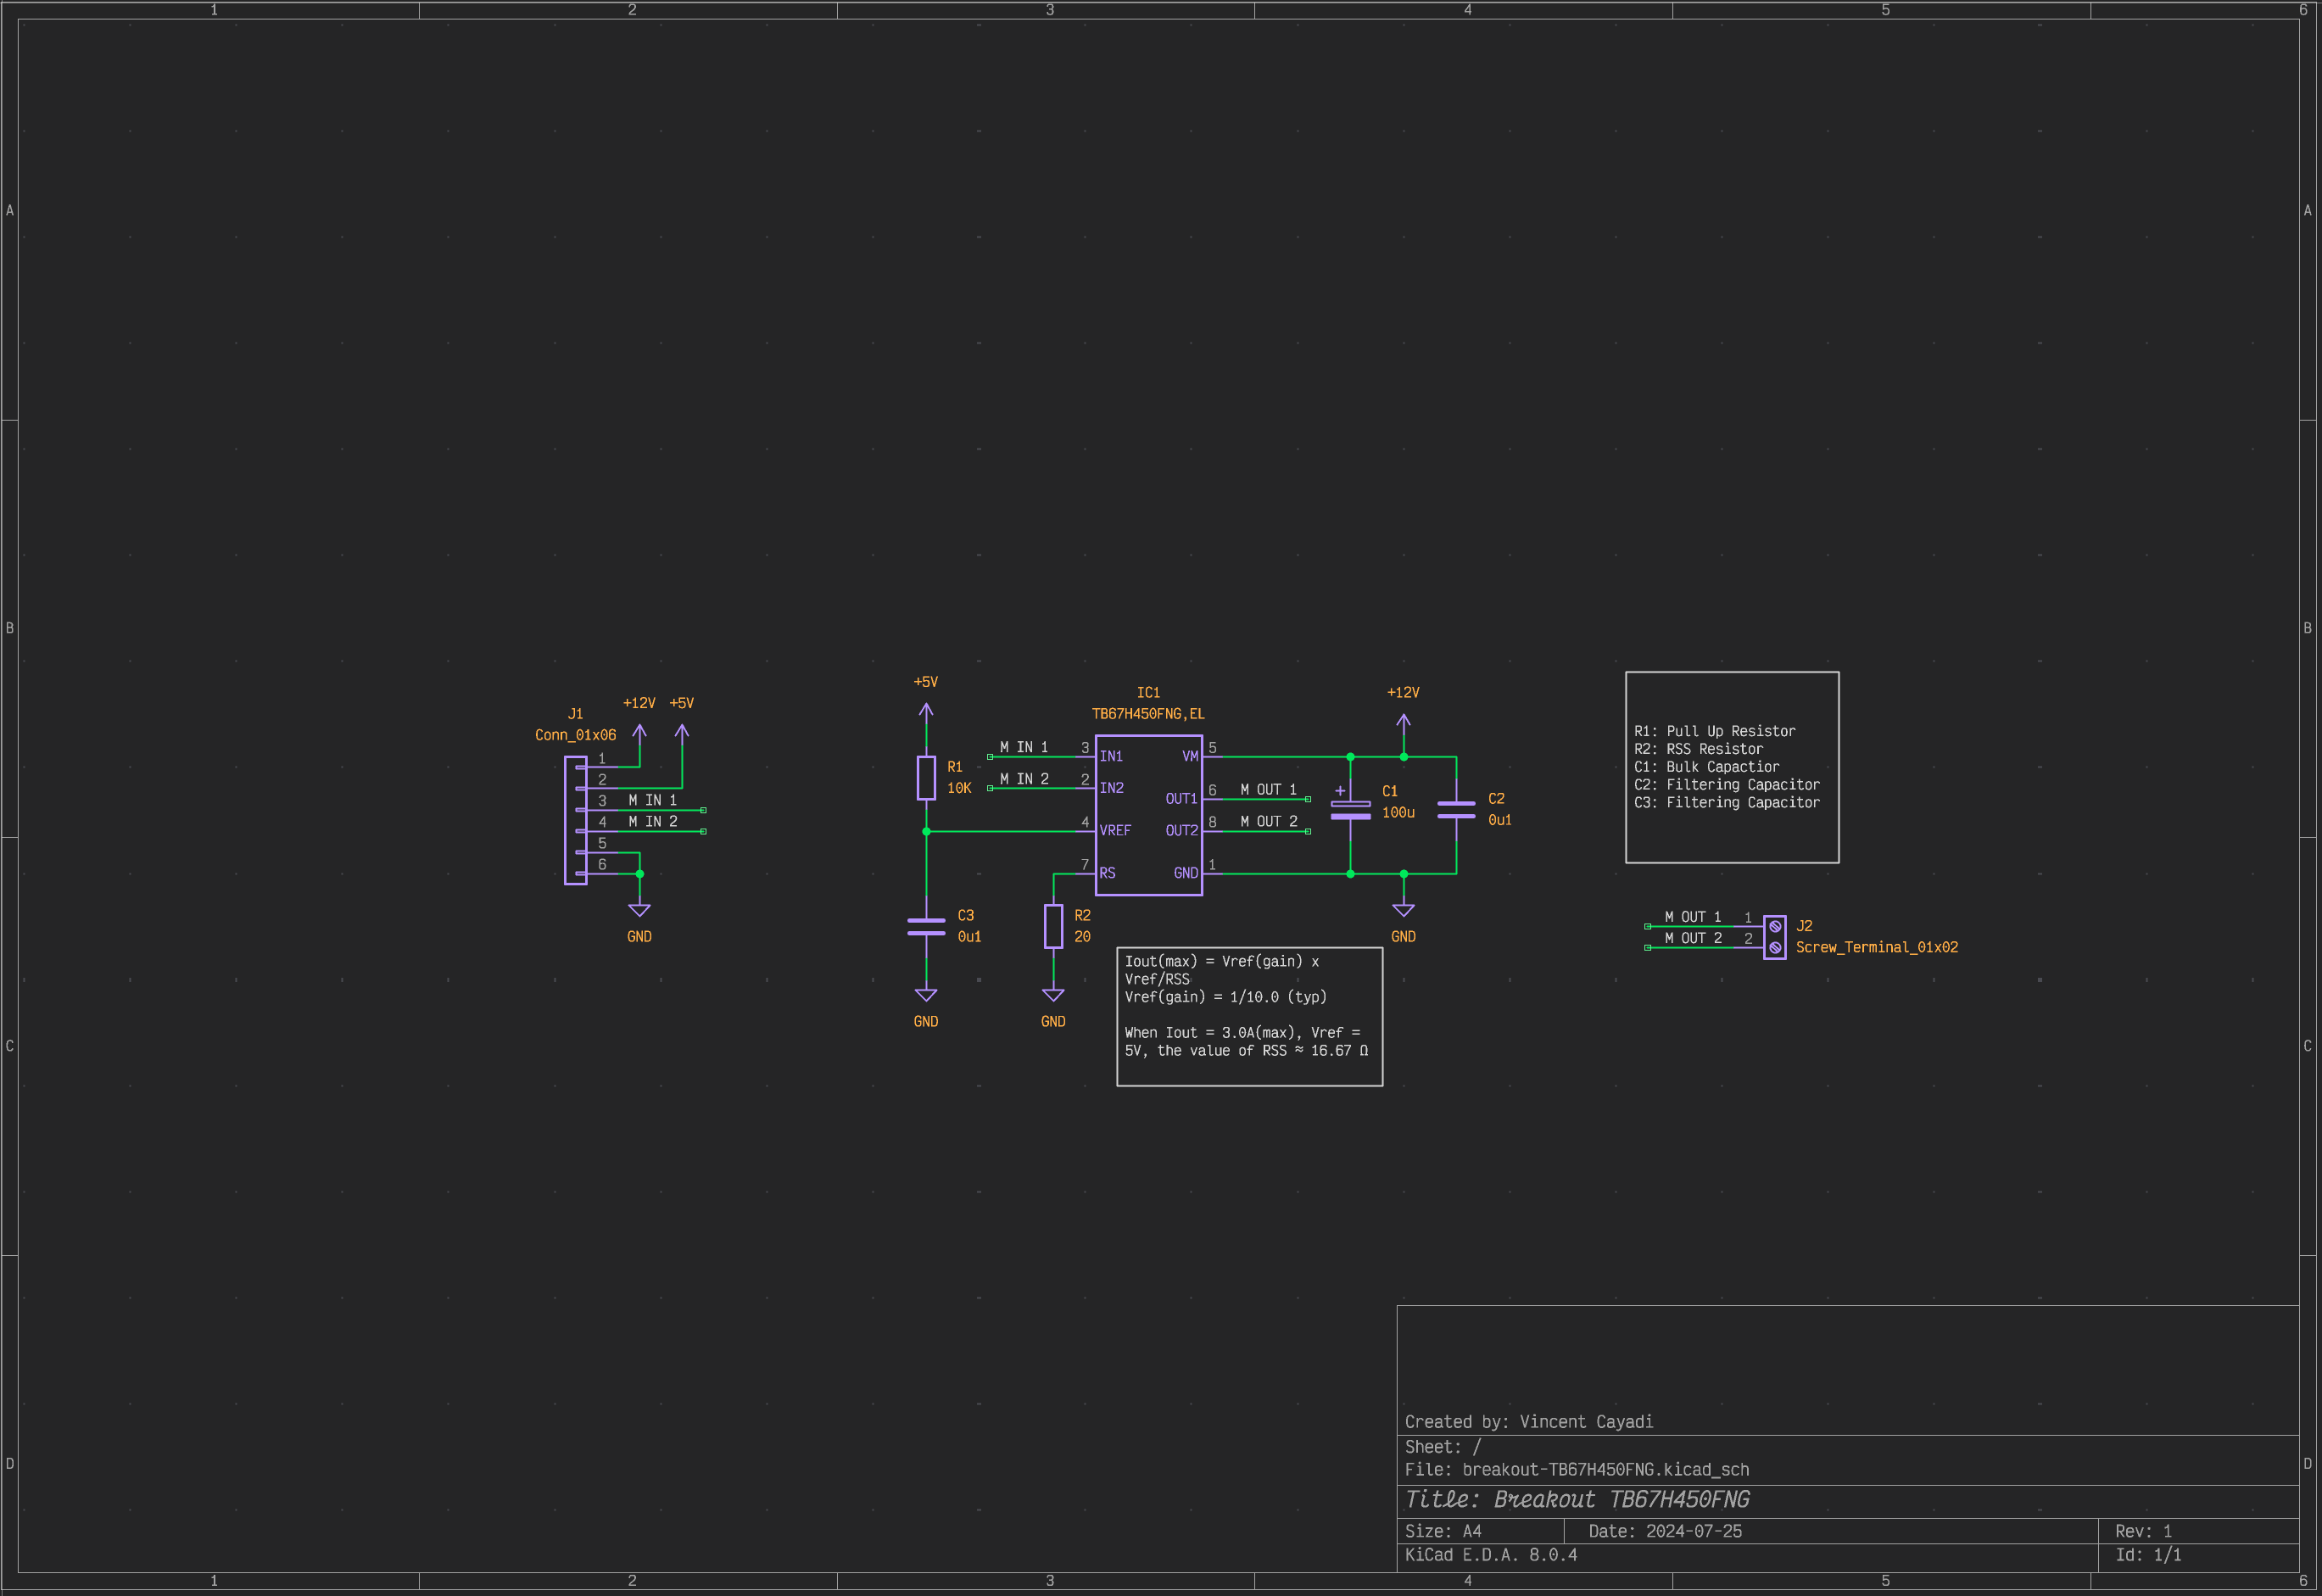 1 2 3 4 5 6
A A
B B
+12V +5V
J1
Conn_01x06
1
2
3 M IN 1
4 M IN 2
5
6
GND
+5V
R1
10K
C3
0u1
GND
IC1
TB67H450FNG,EL
M IN 1 3 IN1
M IN 2 2 IN2
4 VREF
7 RS
VM 5
OUT1 6 M OUT 1
OUT2 8 M OUT 2
GND 1
R2
20
GND
+12V
+
C1
100u
C2
0u1
GND
Iout(max) = Vref(gain) x
Vref/RSS
Vref(gain) = 1/10.0 (typ)
When Iout = 3.0A(max), Vref =
5V, the value of RSS ≈ 16.67 Ω
R1: Pull Up Resistor
R2: RSS Resistor
C1: Bulk Capactior
C2: Filtering Capacitor
C3: Filtering Capacitor
M OUT 1 1 J2
M OUT 2 2 Screw_Terminal_01x02
C C
D D
Created by: Vincent Cayadi
Sheet: /
File: breakout-TB67H450FNG.kicad_sch
Title: Breakout TB67H450FNG
Size: A4 Date: 2024-07-25 Rev: 1
KiCad E.D.A. 8.0.4 Id: 1/1
1 2 3 4 5 6